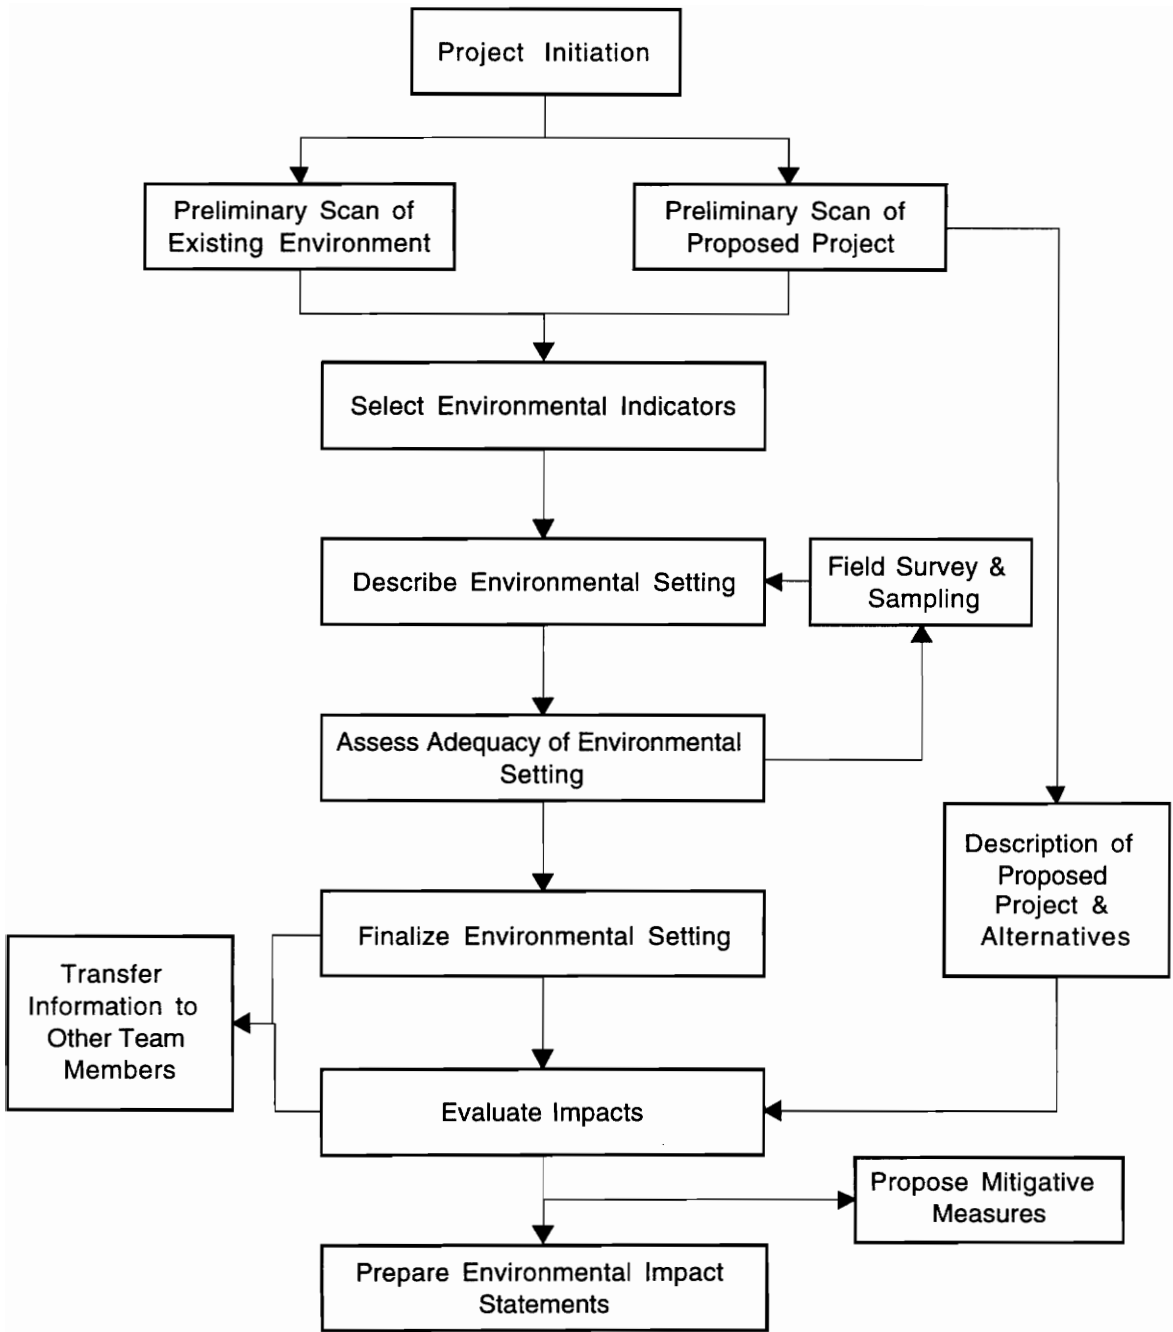 Project Initiation
Preliminary Scan of
Existing Environment
Preliminary Scan of
Proposed Project
Select Environmental Indicators
Describe Environmental Setting
Field Survey &
Sampling
Assess Adequacy of Environmental
Setting
Description of
Proposed
Project &
Alternatives
Finalize Environmental Setting
Transfer
Information to
Other Team
Members
Evaluate Impacts
Propose Mitigative
Measures
Prepare Environmental Impact
Statements